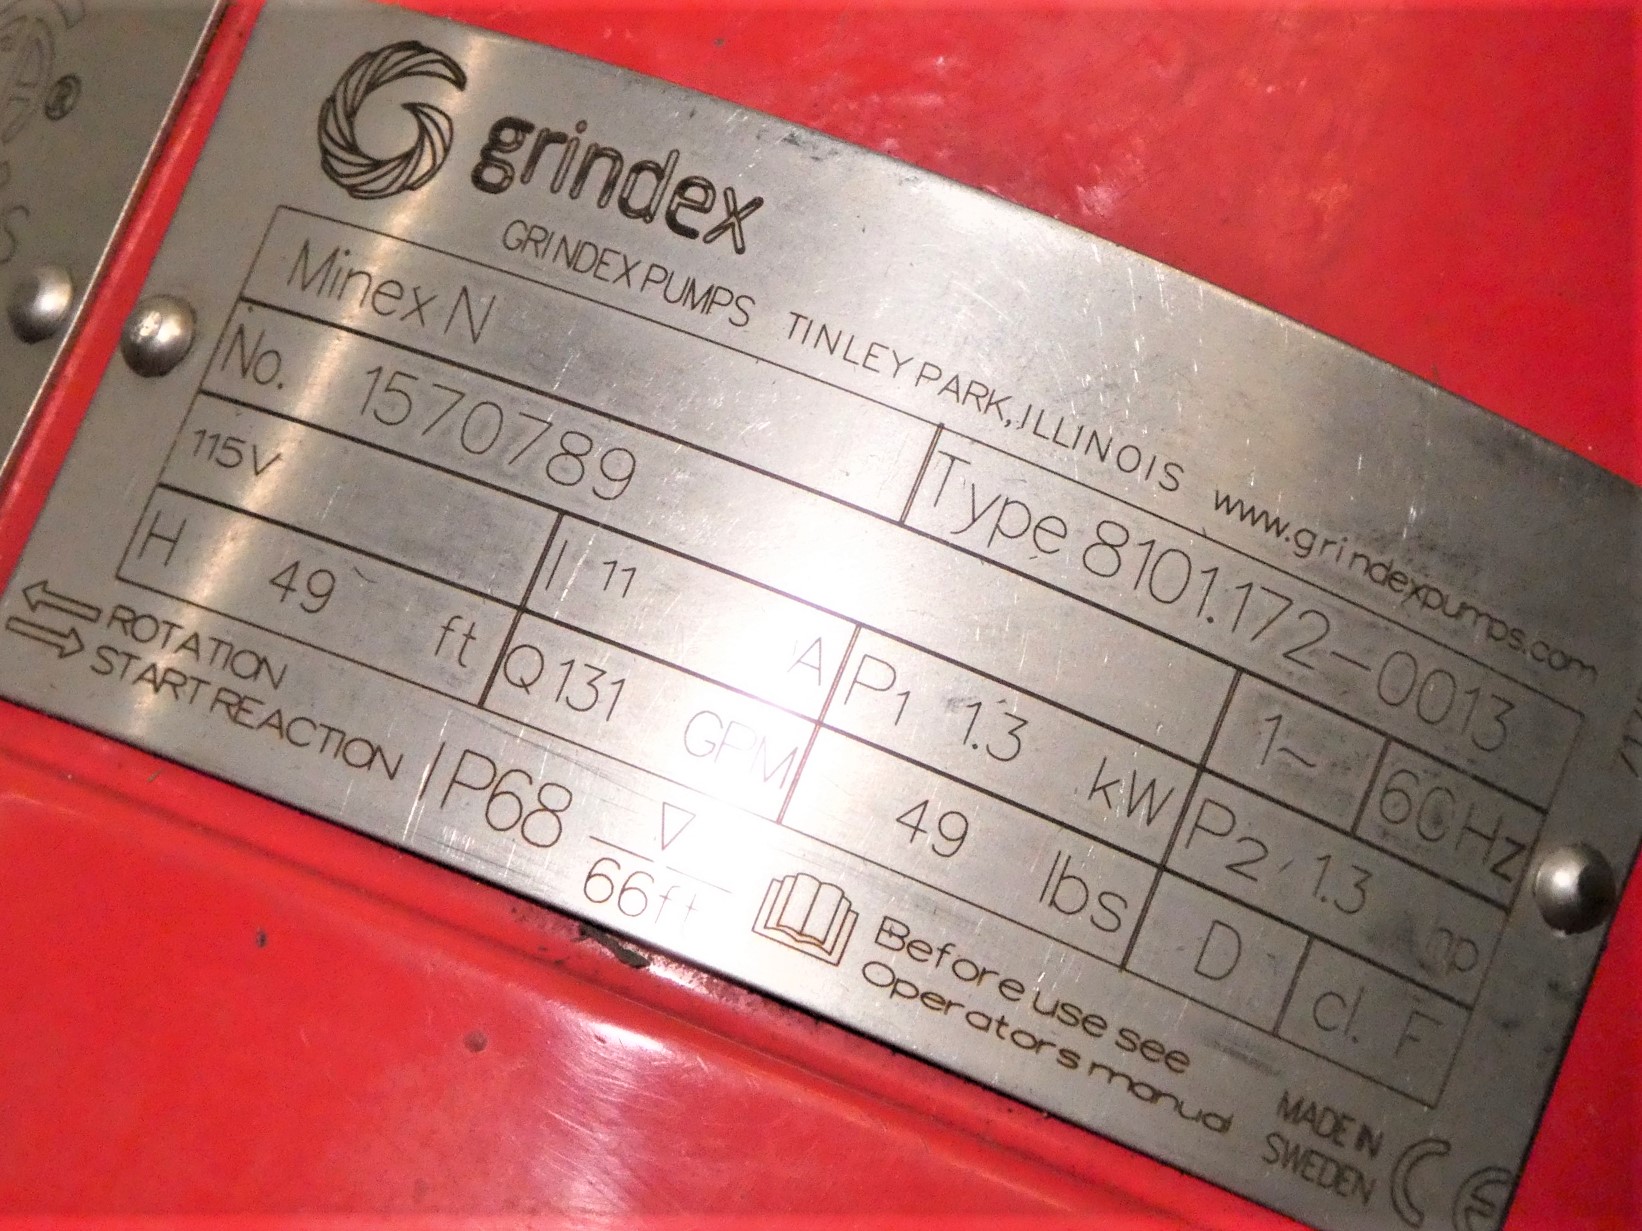 grindex
GRINDEX PUMPS TINLEY PARK, ILLINOIS www.grindexpumps.com
Minex N Type 8101.172-0013
No. 1570789 1~ 60Hz
115V I 11 A P1 1.3 kW P2 1.3 hp
H 49 ft Q 131 GPM 49 lbs D cl. F
ROTATION
START REACTION
IP68 ▽
66ft
Before use see
Operators manual
MADE IN
SWEDEN
CE
®
S